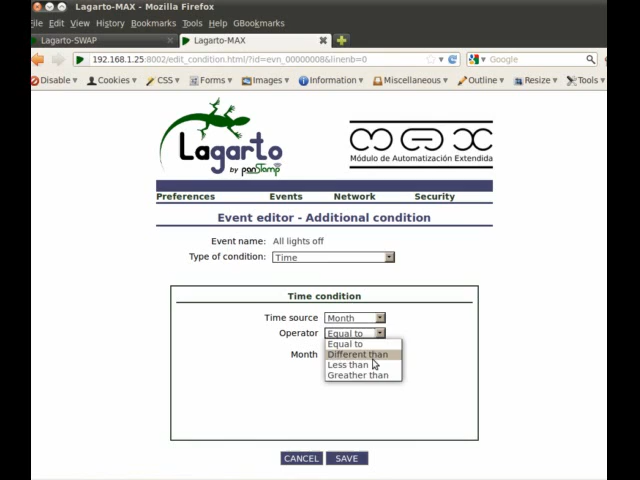 Lagarto-MAX - Mozilla Firefox
File Edit View History Bookmarks Tools Help GBookmarks
Lagarto-SWAP Lagarto-MAX
192.168.1.25:8002/edit_condition.html/?id=evn_00000008&linenb=0 Google
Disable Cookies CSS Forms Images Information Miscellaneous Outline Resize Tools
Lagarto
by panStamp
MAX
Módulo de Automatización Extendida
Preferences Events Network Security
Event editor - Additional condition
Event name: All lights off
Type of condition: Time
Time condition
Time source Month
Operator Equal to
Equal to
Month Different than
Less than
Greather than
CANCEL SAVE